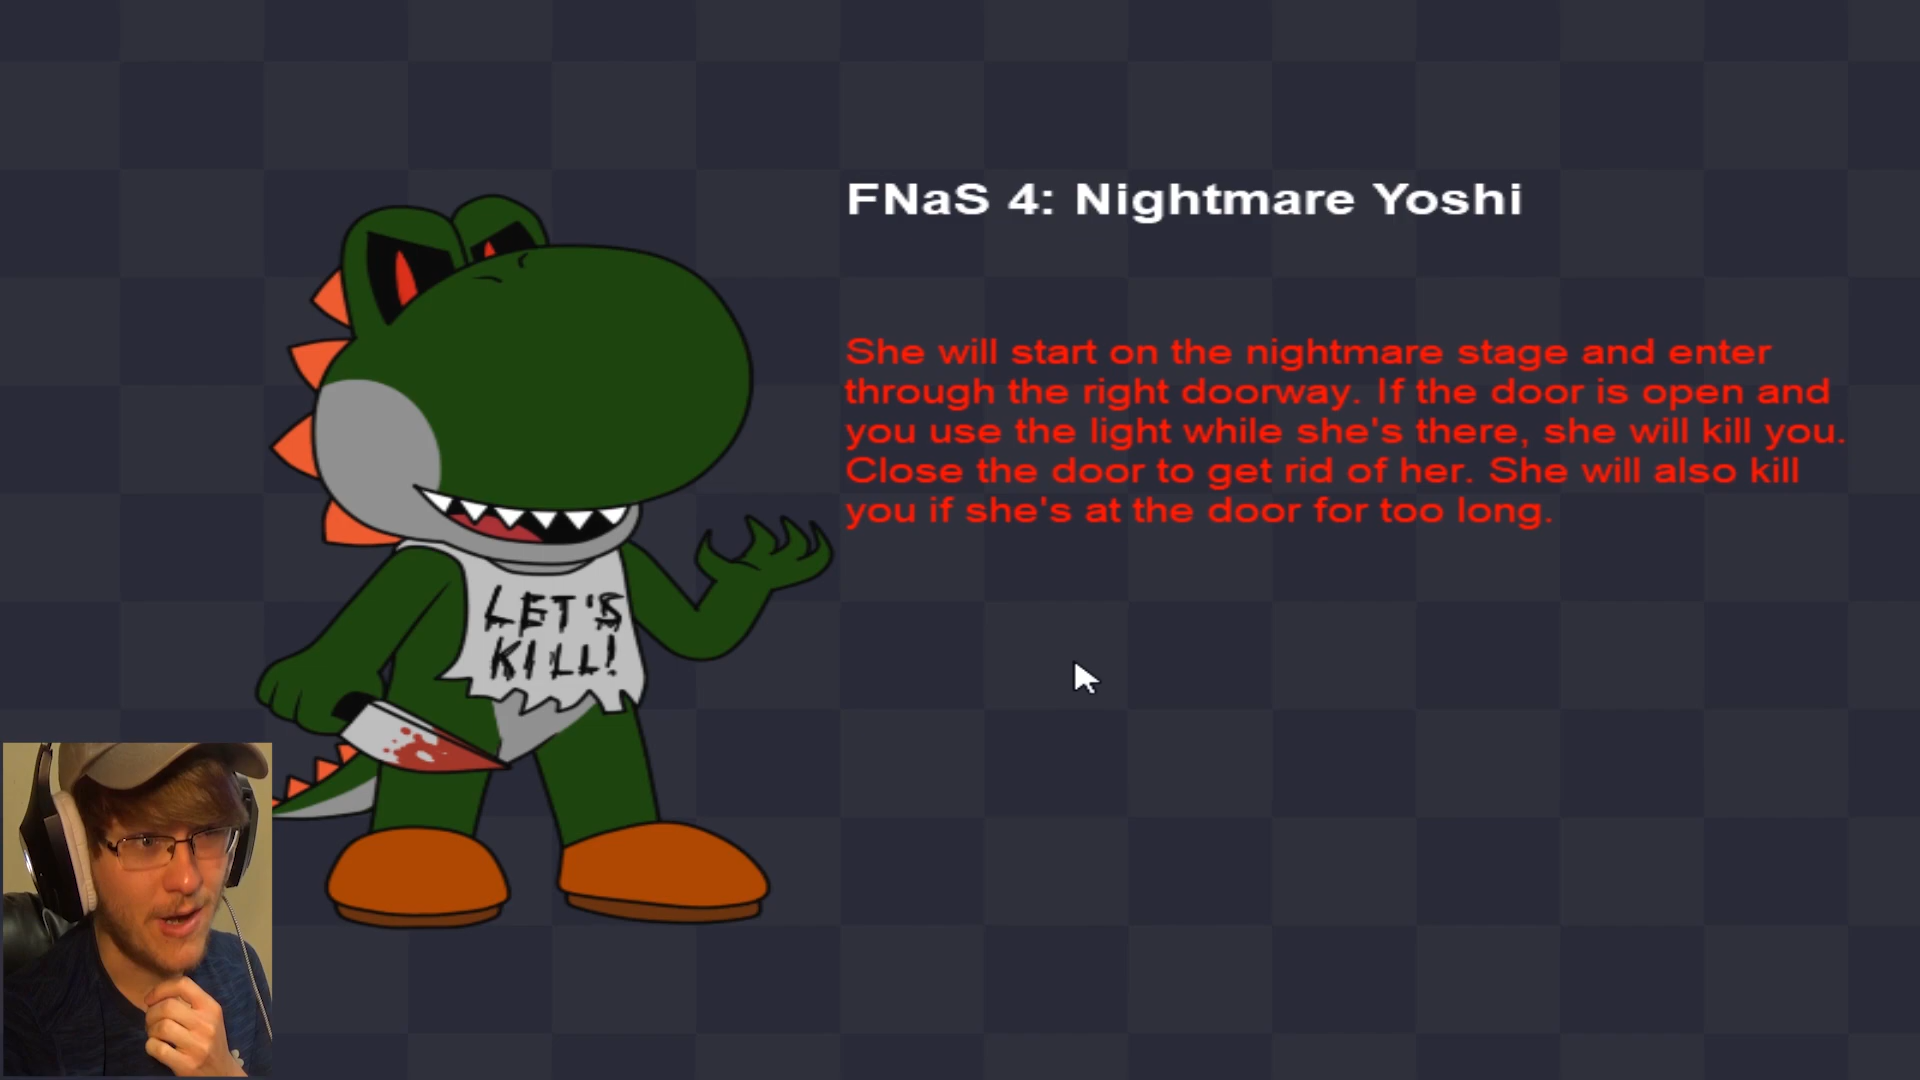 FNaS 4: Nightmare Yoshi
She will start on the nightmare stage and enter
through the right doorway. If the door is open and
you use the light while she's there, she will kill you.
Close the door to get rid of her. She will also kill
you if she's at the door for too long.
LET'S
KILL!